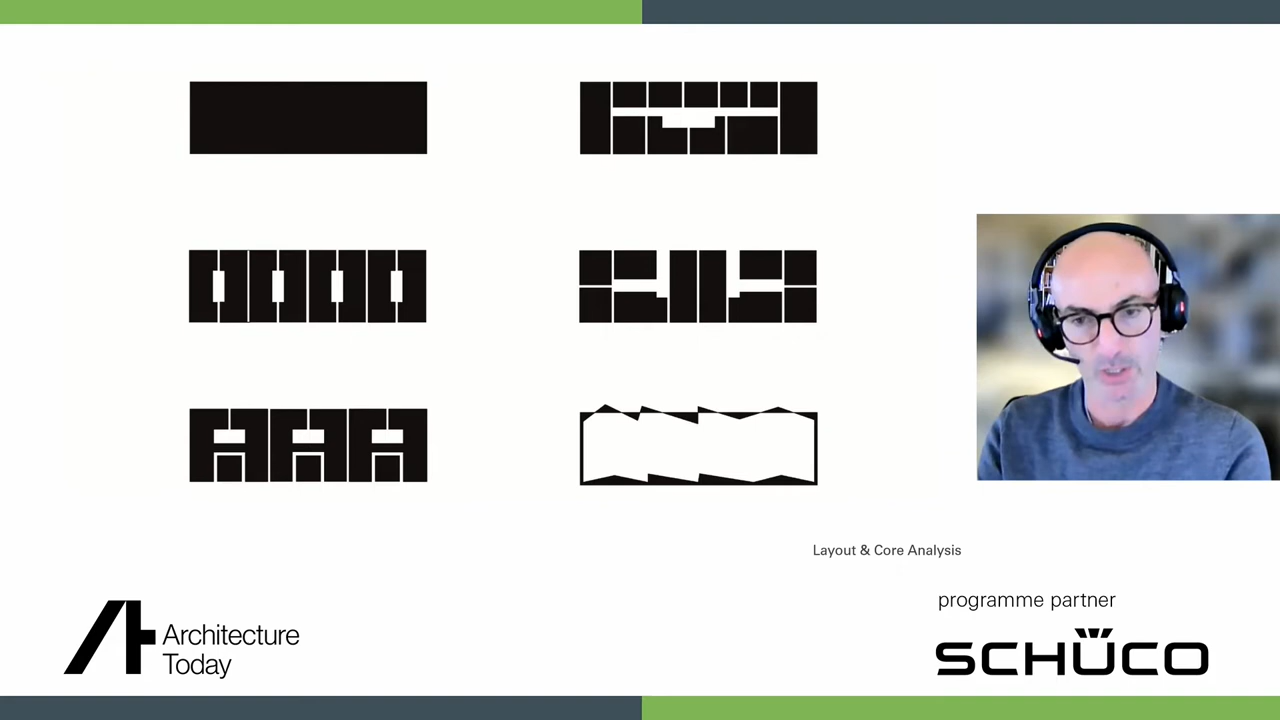 Layout & Core Analysis
programme partner
Architecture
Today
SCHÜCO